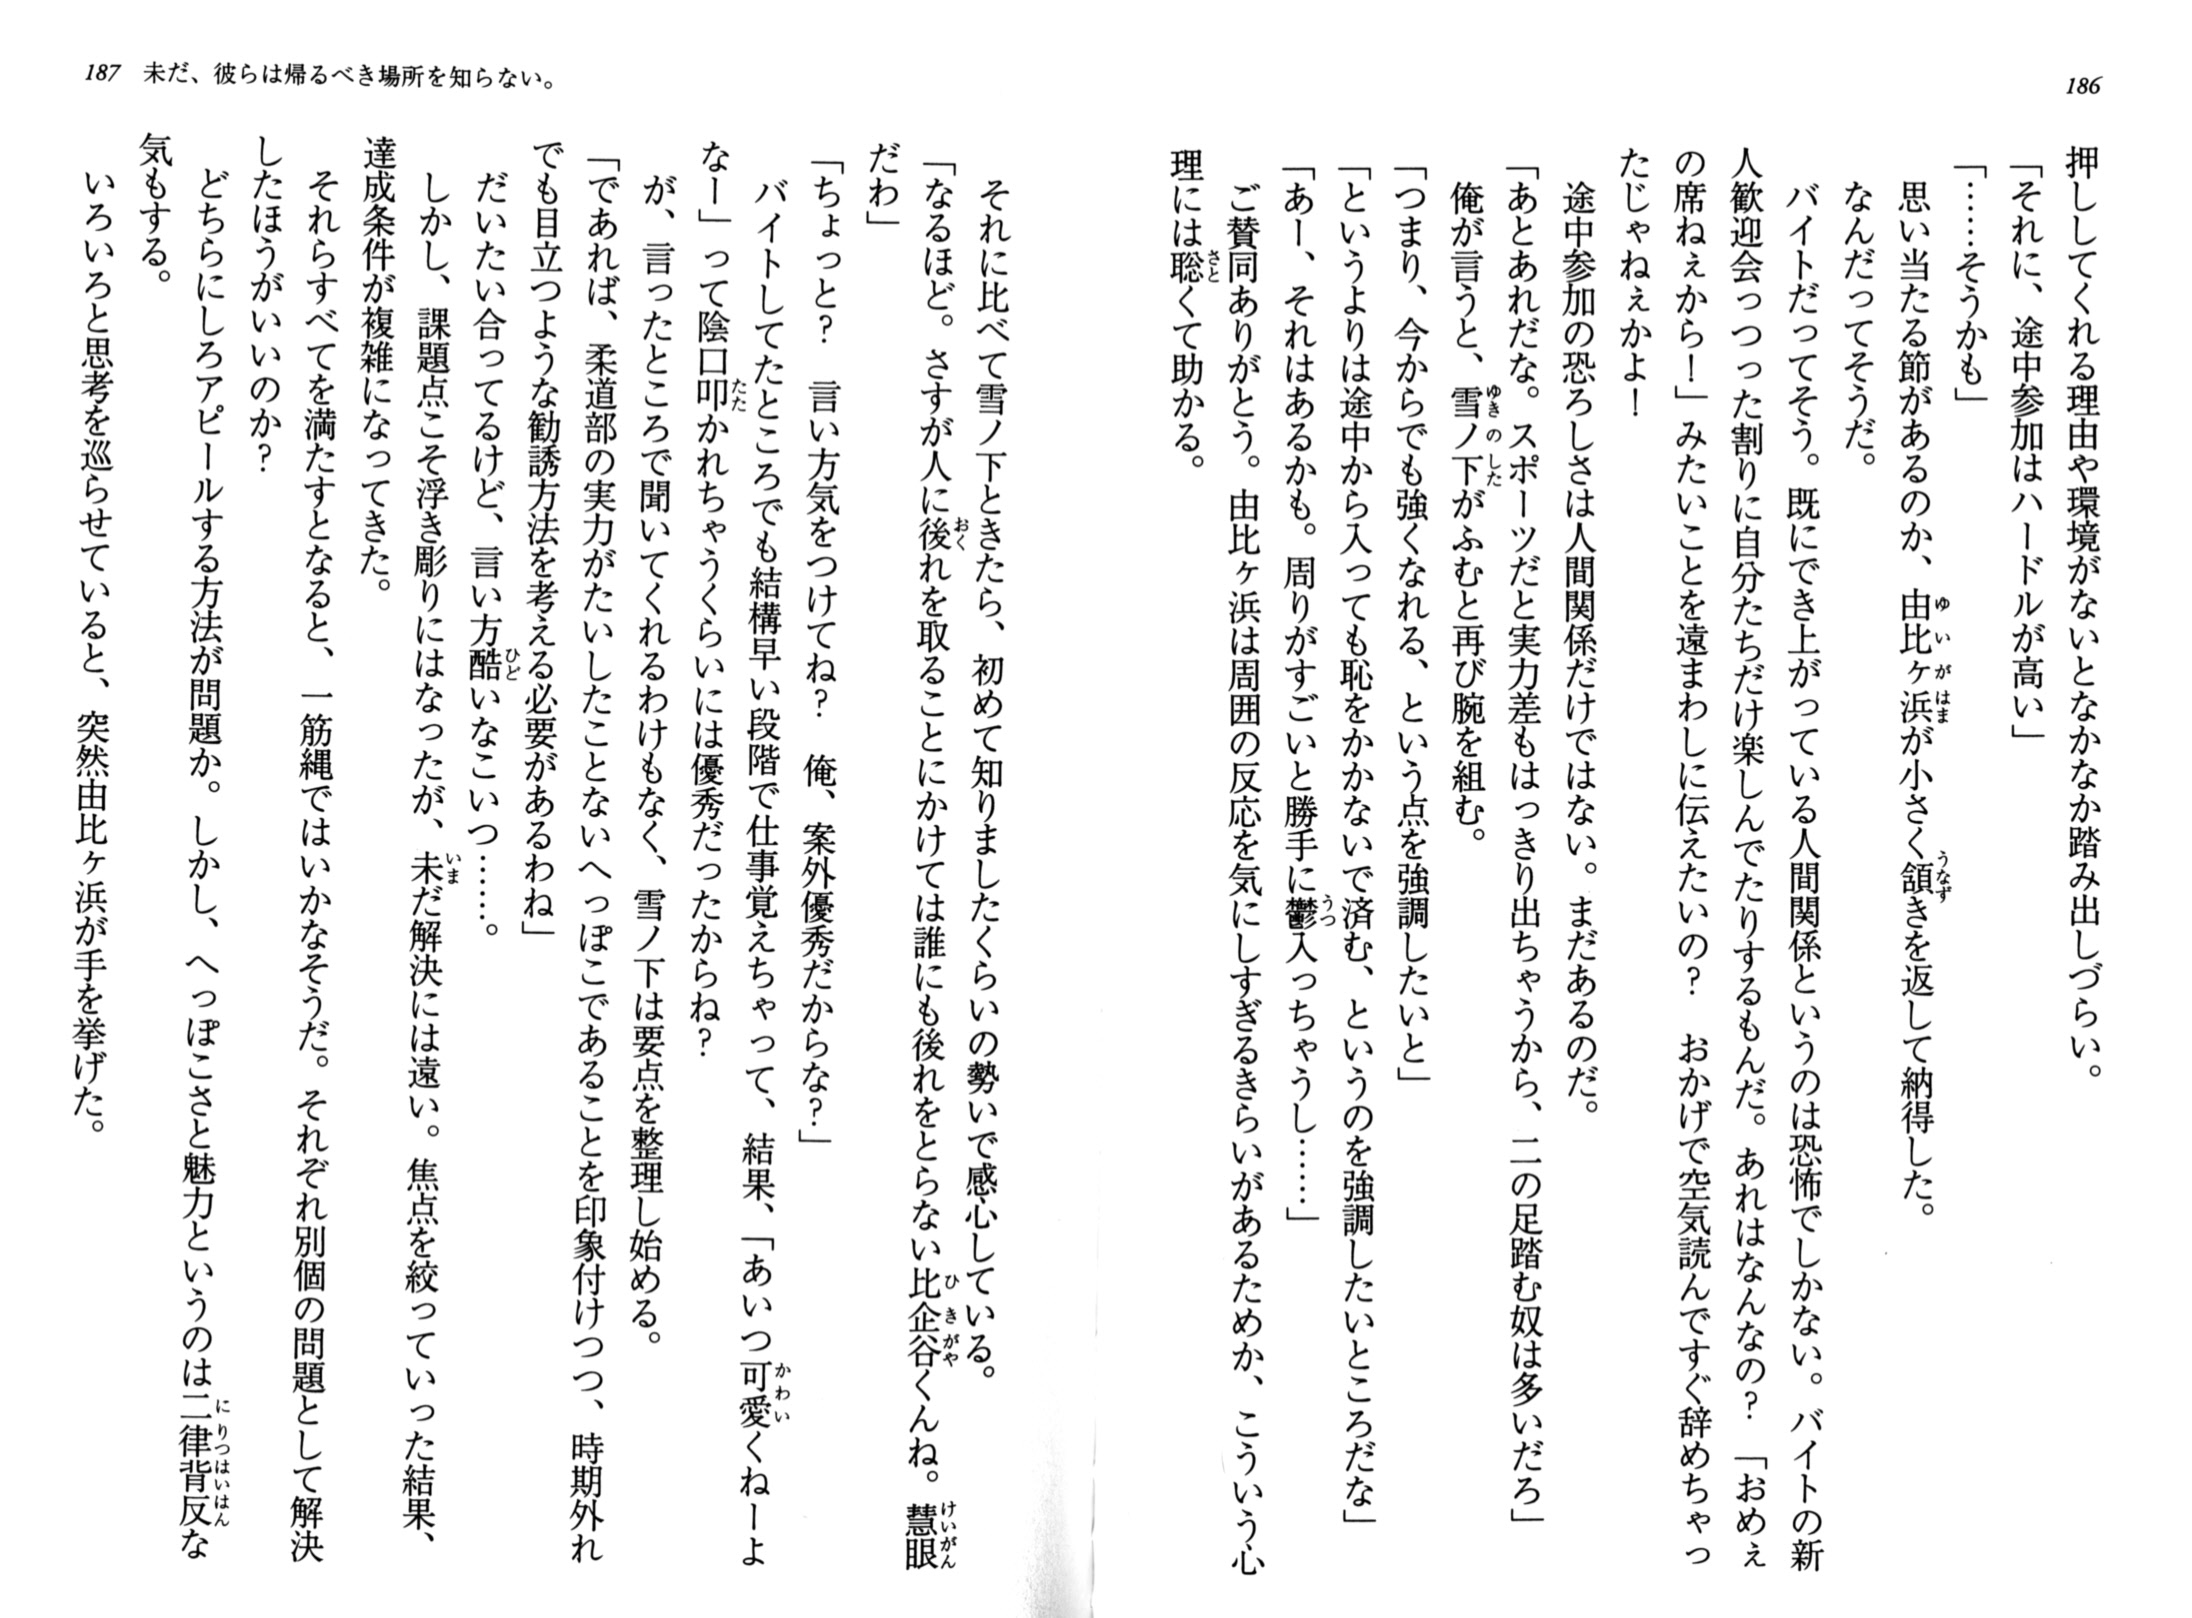 186
押ししてくれる理由や環境がないとなかなか踏み出しづらい。
「それに、途中参加はハードルが高い」
「……そうかも」
思い当たる節があるのか、由比ヶ浜が小さく頷きを返して納得した。
なんだってそうだ。
バイトだってそう。既にでき上がっている人間関係というのは恐怖でしかない。バイトの新
人歓迎会っつった割りに自分たちだけ楽しんでたりするもんだ。あれはなんなの？　「おめぇ
の席ねぇから！」みたいことを遠まわしに伝えたいの？　おかげで空気読んですぐ辞めちゃっ
たじゃねぇかよ！
途中参加の恐ろしさは人間関係だけではない。まだあるのだ。
「あとあれだな。スポーツだと実力差もはっきり出ちゃうから、二の足踏む奴は多いだろ」
俺が言うと、雪ノ下がふむと再び腕を組む。
「つまり、今からでも強くなれる、という点を強調したいと」
「というよりは途中から入っても恥をかかないで済む、というのを強調したいところだな」
「あー、それはあるかも。周りがすごいと勝手に鬱入っちゃうし……」
ご賛同ありがとう。由比ヶ浜は周囲の反応を気にしすぎるきらいがあるためか、こういう心
理には聡くて助かる。
187　未だ、彼らは帰るべき場所を知らない。
それに比べて雪ノ下ときたら、初めて知りましたくらいの勢いで感心している。
「なるほど。さすが人に後れを取ることにかけては誰にも後れをとらない比企谷くんね。慧眼
だわ」
「ちょっと？　言い方気をつけてね？　俺、案外優秀だからな？」
バイトしてたところでも結構早い段階で仕事覚えちゃって、結果、「あいつ可愛くねーよ
なー」って陰口叩かれちゃうくらいには優秀だったからね？
が、言ったところで聞いてくれるわけもなく、雪ノ下は要点を整理し始める。
「であれば、柔道部の実力がたいしたことないへっぽこであることを印象付けつつ、時期外れ
でも目立つような勧誘方法を考える必要があるわね」
だいたい合ってるけど、言い方酷いなこいつ……。
しかし、課題点こそ浮き彫りにはなったが、未だ解決には遠い。焦点を絞っていった結果、
達成条件が複雑になってきた。
それらすべてを満たすとなると、一筋縄ではいかなそうだ。それぞれ別個の問題として解決
したほうがいいのか？
どちらにしろアピールする方法が問題か。しかし、へっぽこさと魅力というのは二律背反な
気もする。
いろいろと思考を巡らせていると、突然由比ヶ浜が手を挙げた。